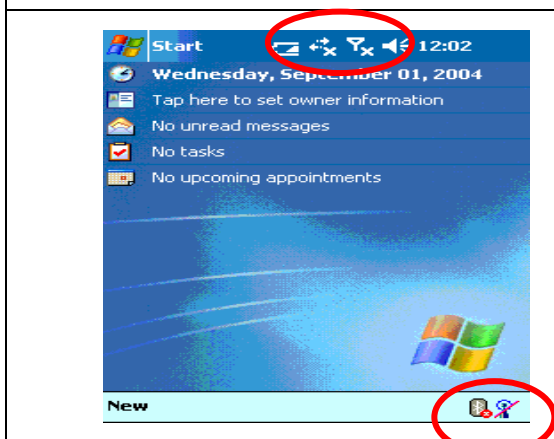 Start 12:02
Wednesday, September 01, 2004
Tap here to set owner information
No unread messages
No tasks
No upcoming appointments
New